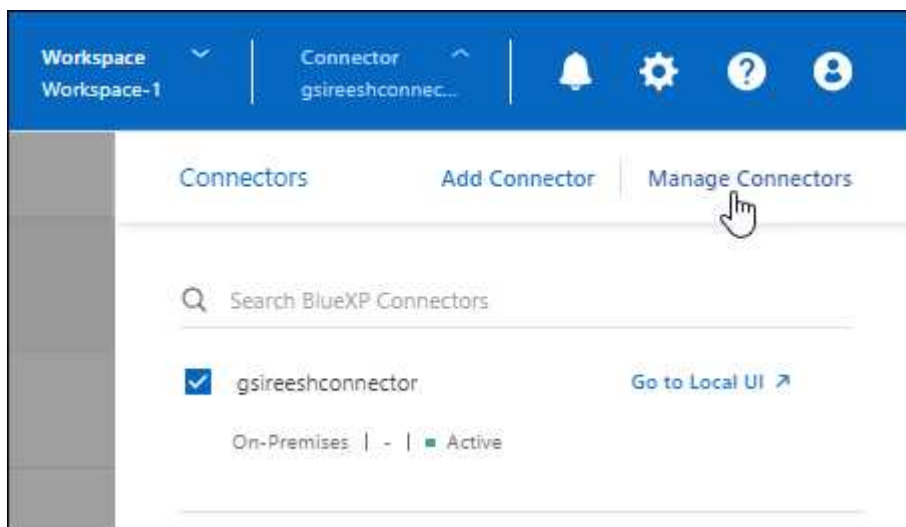 Workspace
Workspace-1
Connector
gsireeshconnec...
Connectors
Add Connector
Manage Connectors
Search BlueXP Connectors
gsireeshconnector
Go to Local UI ↗
On-Premises | - | ▪ Active